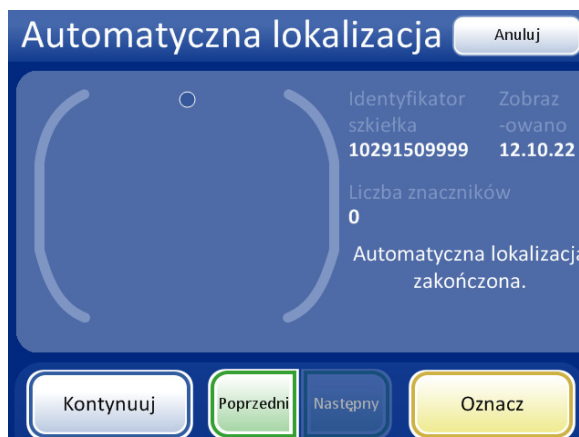 Automatyczna lokalizacja
Anuluj
Identyfikator
szkiełka
10291509999
Zobraz
-owano
12.10.22
Liczba znaczników
0
Automatyczna lokalizacja
zakończona.
Kontynuuj
Poprzedni
Następny
Oznacz